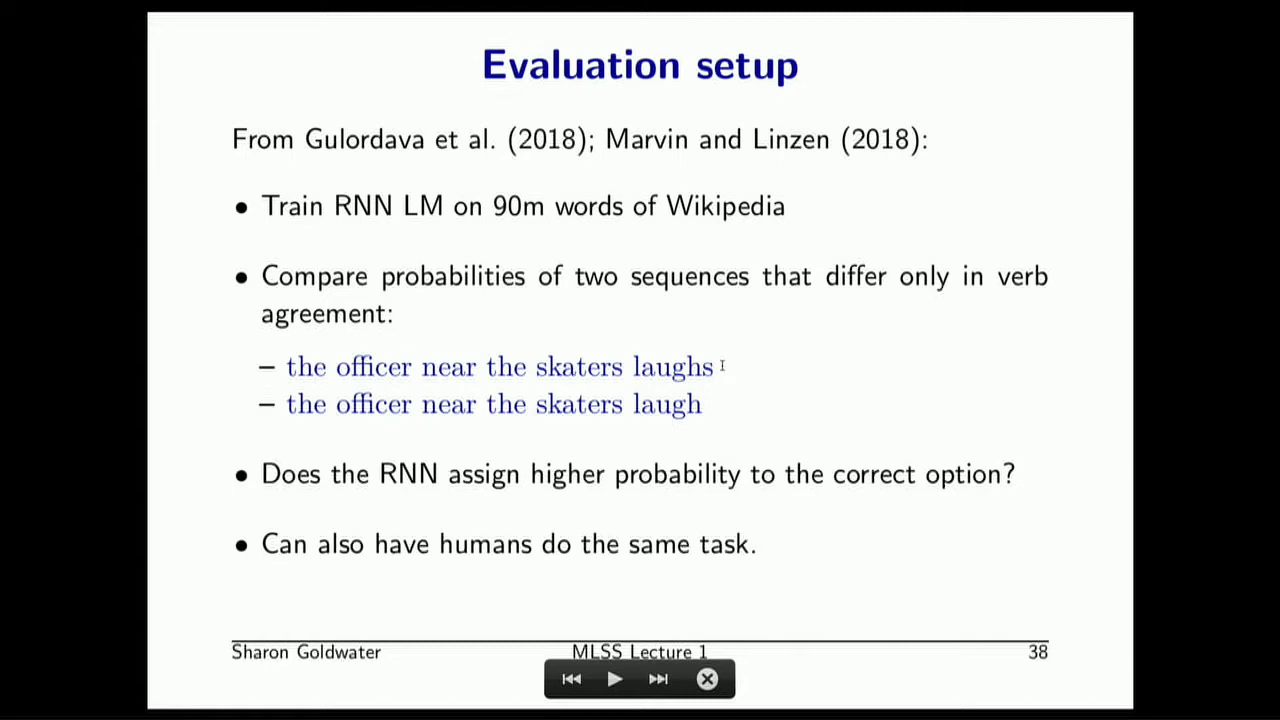 Evaluation setup
From Gulordava et al. (2018); Marvin and Linzen (2018):
• Train RNN LM on 90m words of Wikipedia
• Compare probabilities of two sequences that differ only in verb
agreement:
– the officer near the skaters laughs
– the officer near the skaters laugh
• Does the RNN assign higher probability to the correct option?
• Can also have humans do the same task.
Sharon Goldwater MLSS Lecture 1 38